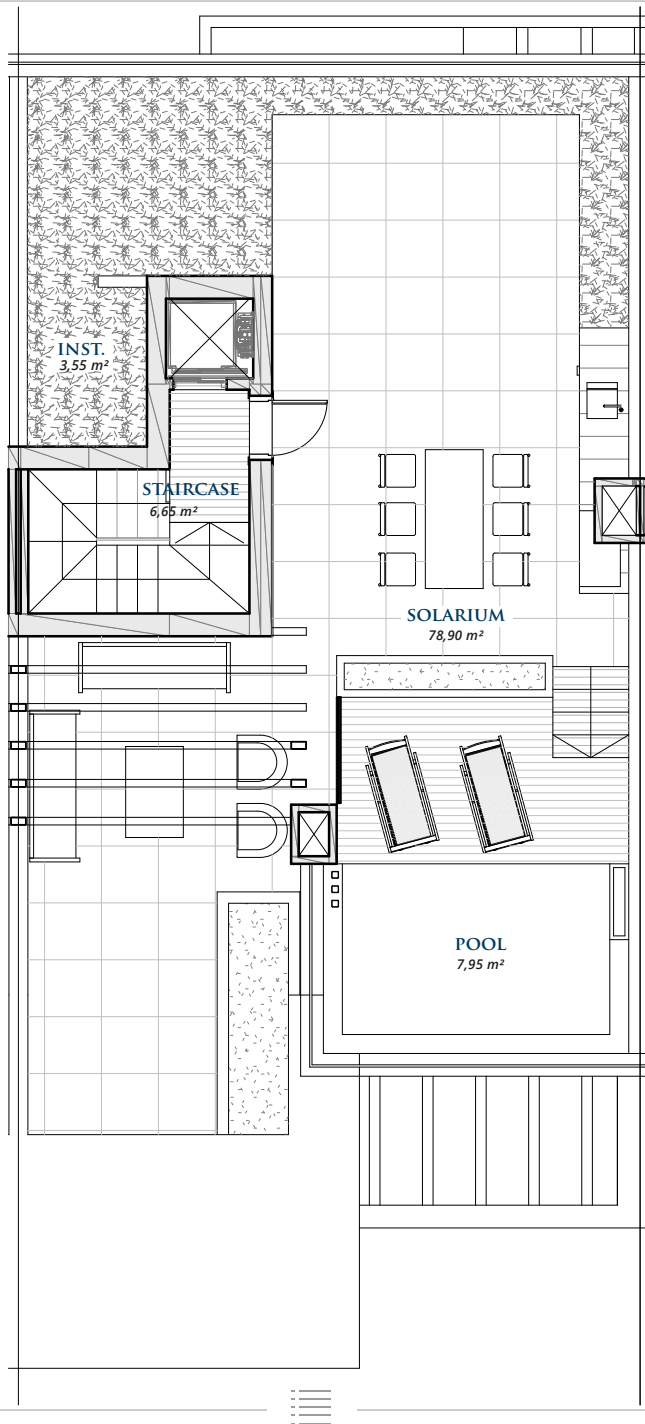 INST.
3,55 m²
STAIRCASE
6,65 m²
SOLARIUM
78,90 m²
POOL
7,95 m²